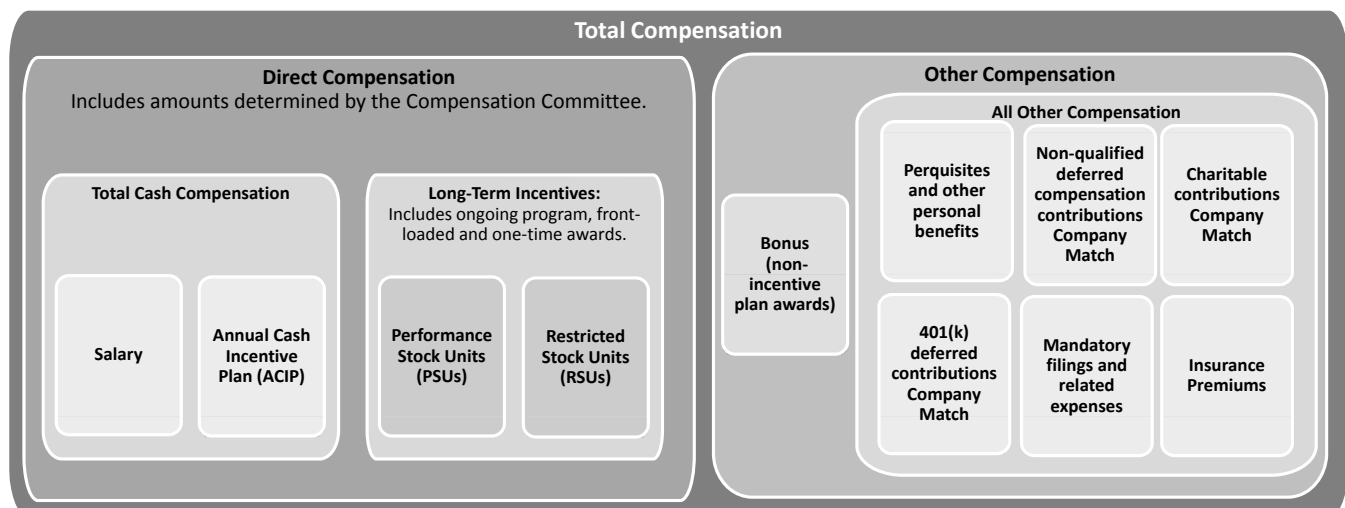 Total Compensation
Direct Compensation
Includes amounts determined by the Compensation Committee.
Total Cash Compensation
Salary
Annual Cash
Incentive
Plan (ACIP)
Long-Term Incentives:
Includes ongoing program, front-
loaded and one-time awards.
Performance
Stock Units
(PSUs)
Restricted
Stock Units
(RSUs)
Other Compensation
Bonus
(non-
incentive
plan awards)
All Other Compensation
Perquisites
and other
personal
benefits
Non-qualified
deferred
compensation
contributions
Company
Match
Charitable
contributions
Company
Match
401(k)
deferred
contributions
Company
Match
Mandatory
filings and
related
expenses
Insurance
Premiums